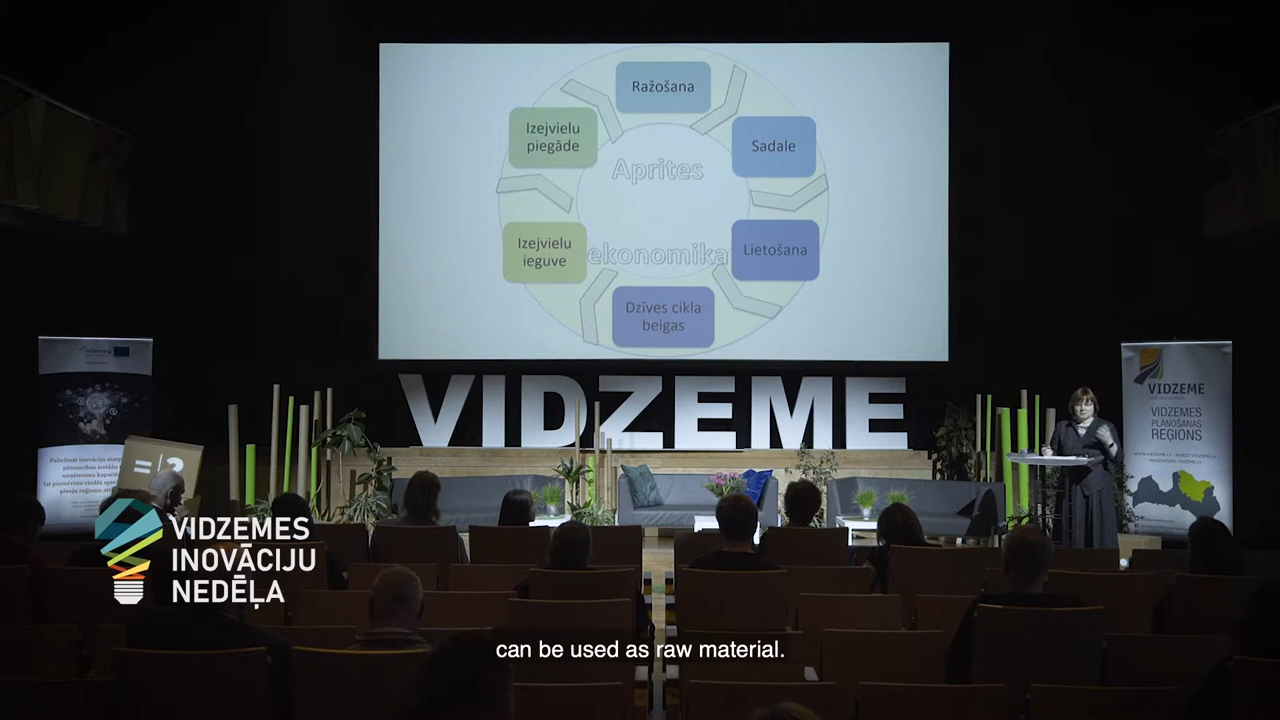 Ražošana
Izejvielu
piegāde
Sadale
Aprites
Izejvielu
ieguve
ekonomika
Lietošana
Dzīves cikla
beigas
VIDZEME
VIDZEME
VIDZEMES
PLĀNOŠANAS
REĢIONS
=!?
VIDZEMES
INOVĀCIJU
NEDĒĻA
can be used as raw material.